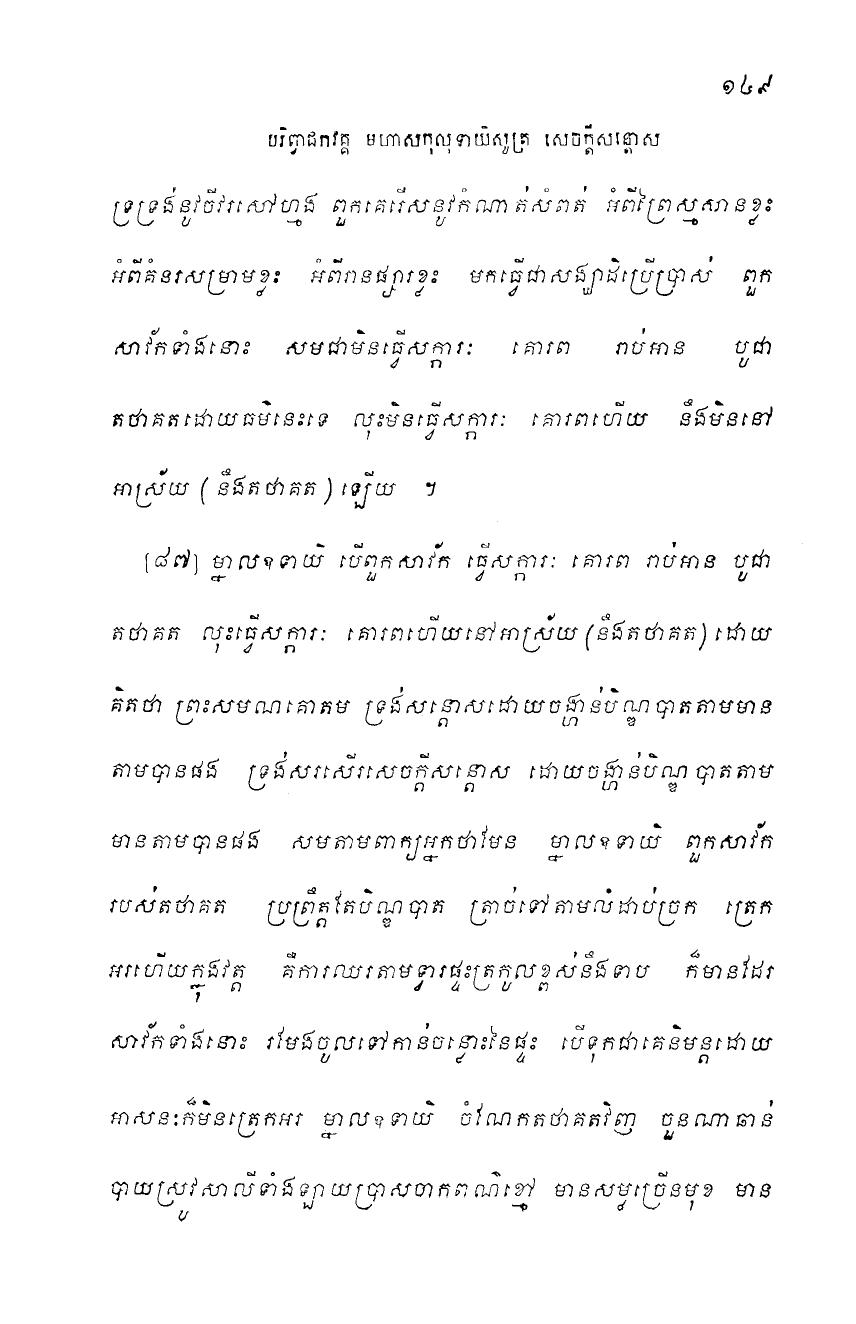 ១៤៩
បរិព្វាជកវគ្គ មហាសកុលុទាយិសូត្រ សេចក្តីសន្តោស
ទ្រទ្រង់នូវចីវរសៅហ្មង ពួកគេរើសនូវកំណាត់សំពត់ អំពីព្រៃស្មសានខ្លះ
អំពីគំនរសម្រាមខ្លះ អំពីរានផ្សារខ្លះ មកធ្វើជាសង្ឃាដិប្រើប្រាស់ ពួក
សាវ័កទាំងនោះ សមជាមិនធ្វើសក្ការៈ គោរព រាប់អាន បូជា
តថាគតដោយធម៌នេះទេ លុះមិនធ្វើសក្ការៈ គោរពហើយ នឹងមិននៅ
អាស្រ័យ (នឹងតថាគត) ឡើយ ។
[៨៧] ម្នាលឧទាយិ បើពួកសាវ័ក ធ្វើសក្ការៈ គោរព រាប់អាន បូជា
តថាគត លុះធ្វើសក្ការៈ គោរពហើយនៅអាស្រ័យ (នឹងតថាគត) ដោយ
គិតថា ព្រះសមណគោតម ទ្រង់សន្តោសដោយចង្ហាន់បិណ្ឌបាតតាមមាន
តាមបានផង ទ្រង់សរសើរសេចក្តីសន្តោស ដោយចង្ហាន់បិណ្ឌបាតតាម
មានតាមបានផង សមតាមពាក្យអ្នកថាមែន ម្នាលឧទាយិ ពួកសាវ័ក
របស់តថាគត ប្រព្រឹត្តតែបិណ្ឌបាត ត្រាច់ទៅតាមលំដាប់ច្រក ត្រេក
អរហើយក្នុងវត្ត គឺការឈរតាមទ្វារផ្ទះត្រកូលខ្ពស់នឹងទាប ក៏មានដែរ
សាវ័កទាំងនោះ រមែងចូលទៅកាន់ចន្លោះនៃផ្ទះ បើទុកជាគេនិមន្តដោយ
អាសនៈក៏មិនត្រេកអរ ម្នាលឧទាយិ ចំណែកតថាគតវិញ ចួនណាឆាន់
បាយស្រូវសាលីទាំងឡាយប្រាសចាកពណ៌ខ្មៅ មានសម្លច្រើនមុខ មាន